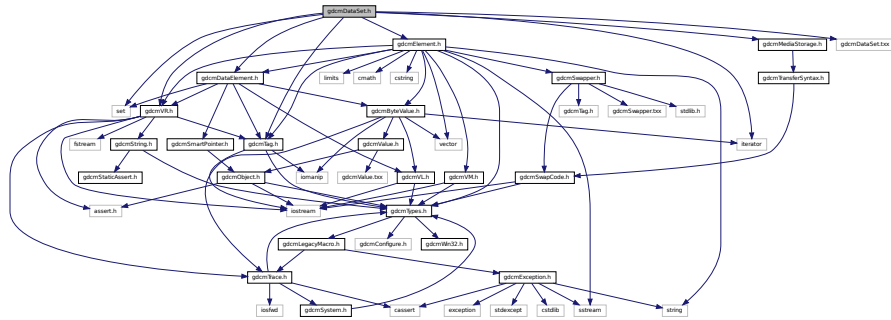 gdcmDataSet.h
gdcmElement.h
gdcmMediaStorage.h
gdcmDataSet.txx
gdcmDataElement.h
limits
cmath
cstring
gdcmSwapper.h
gdcmTransferSyntax.h
set
gdcmVR.h
gdcmByteValue.h
gdcmTag.h
gdcmSwapper.txx
stdlib.h
fstream
gdcmString.h
gdcmSmartPointer.h
gdcmTag.h
gdcmValue.h
vector
iterator
gdcmStaticAssert.h
gdcmObject.h
iomanip
gdcmValue.txx
gdcmVL.h
gdcmVM.h
gdcmSwapCode.h
assert.h
iostream
gdcmTypes.h
gdcmLegacyMacro.h
gdcmConfigure.h
gdcmWin32.h
gdcmTrace.h
gdcmException.h
iosfwd
gdcmSystem.h
cassert
exception
stdexcept
cstdlib
sstream
string